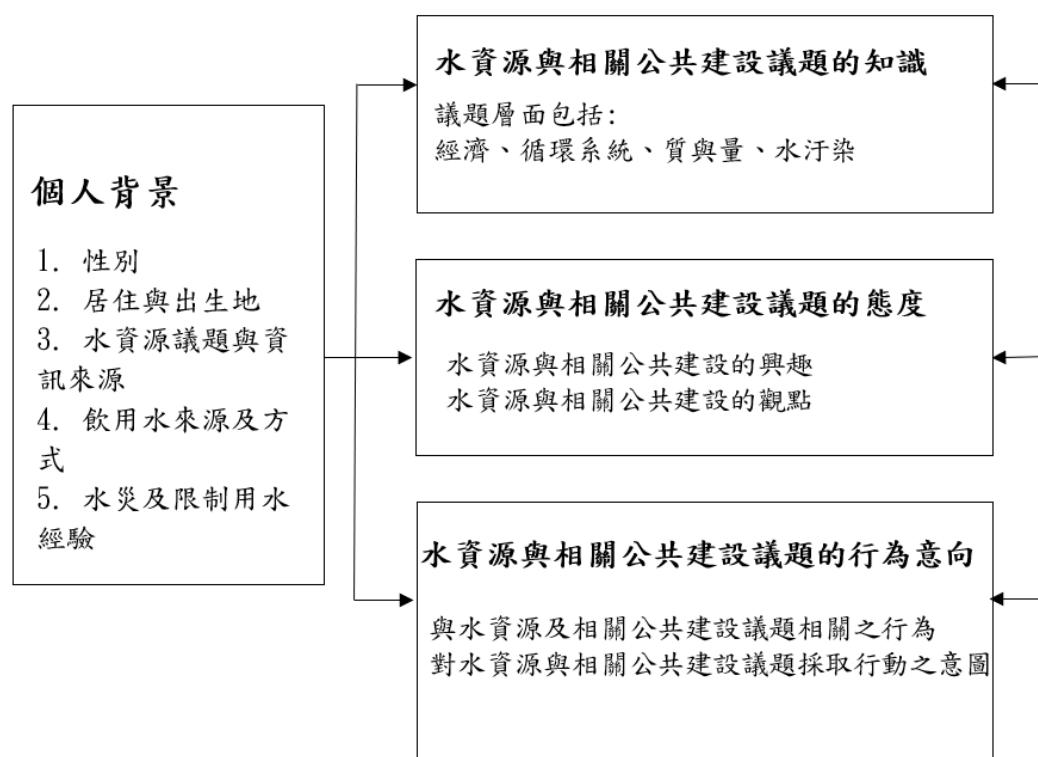 個人背景
1. 性別
2. 居住與出生地
3. 水資源議題與資
訊來源
4. 飲用水來源及方
式
5. 水災及限制用水
經驗
水資源與相關公共建設議題的知識
議題層面包括:
經濟、循環系統、質與量、水汙染
水資源與相關公共建設議題的態度
水資源與相關公共建設的興趣
水資源與相關公共建設的觀點
水資源與相關公共建設議題的行為意向
與水資源及相關公共建設議題相關之行為
對水資源與相關公共建設議題採取行動之意圖